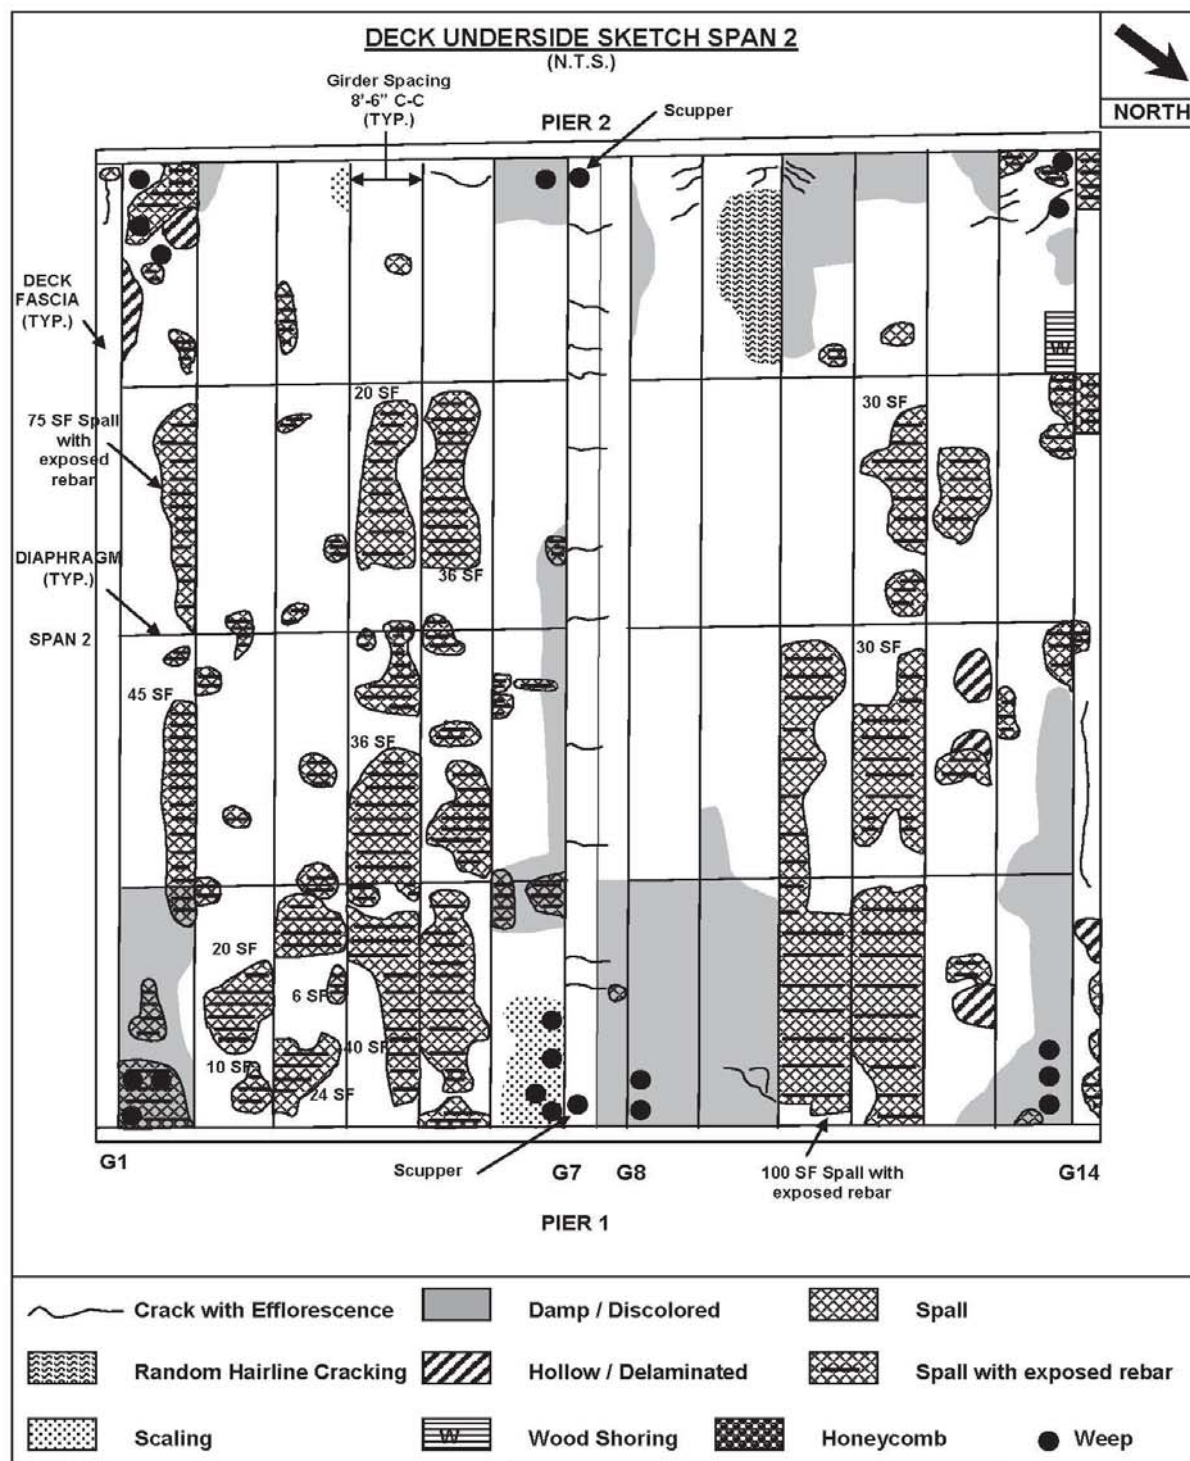 DECK UNDERSIDE SKETCH SPAN 2
(N.T.S.)
NORTH
Girder Spacing
8'-6" C-C
(TYP.)
PIER 2
Scupper
DECK
FASCIA
(TYP.)
W
20 SF
30 SF
75 SF Spall
with
exposed
rebar
DIAPHRAGM
(TYP.)
36 SF
SPAN 2
30 SF
45 SF
36 SF
20 SF
6 SF
40 SF
10 SF
24 SF
G1
Scupper
G7
G8
100 SF Spall with
exposed rebar
G14
PIER 1
Crack with Efflorescence
Damp / Discolored
Spall
Random Hairline Cracking
Hollow / Delaminated
Spall with exposed rebar
Scaling
W
Wood Shoring
Honeycomb
Weep